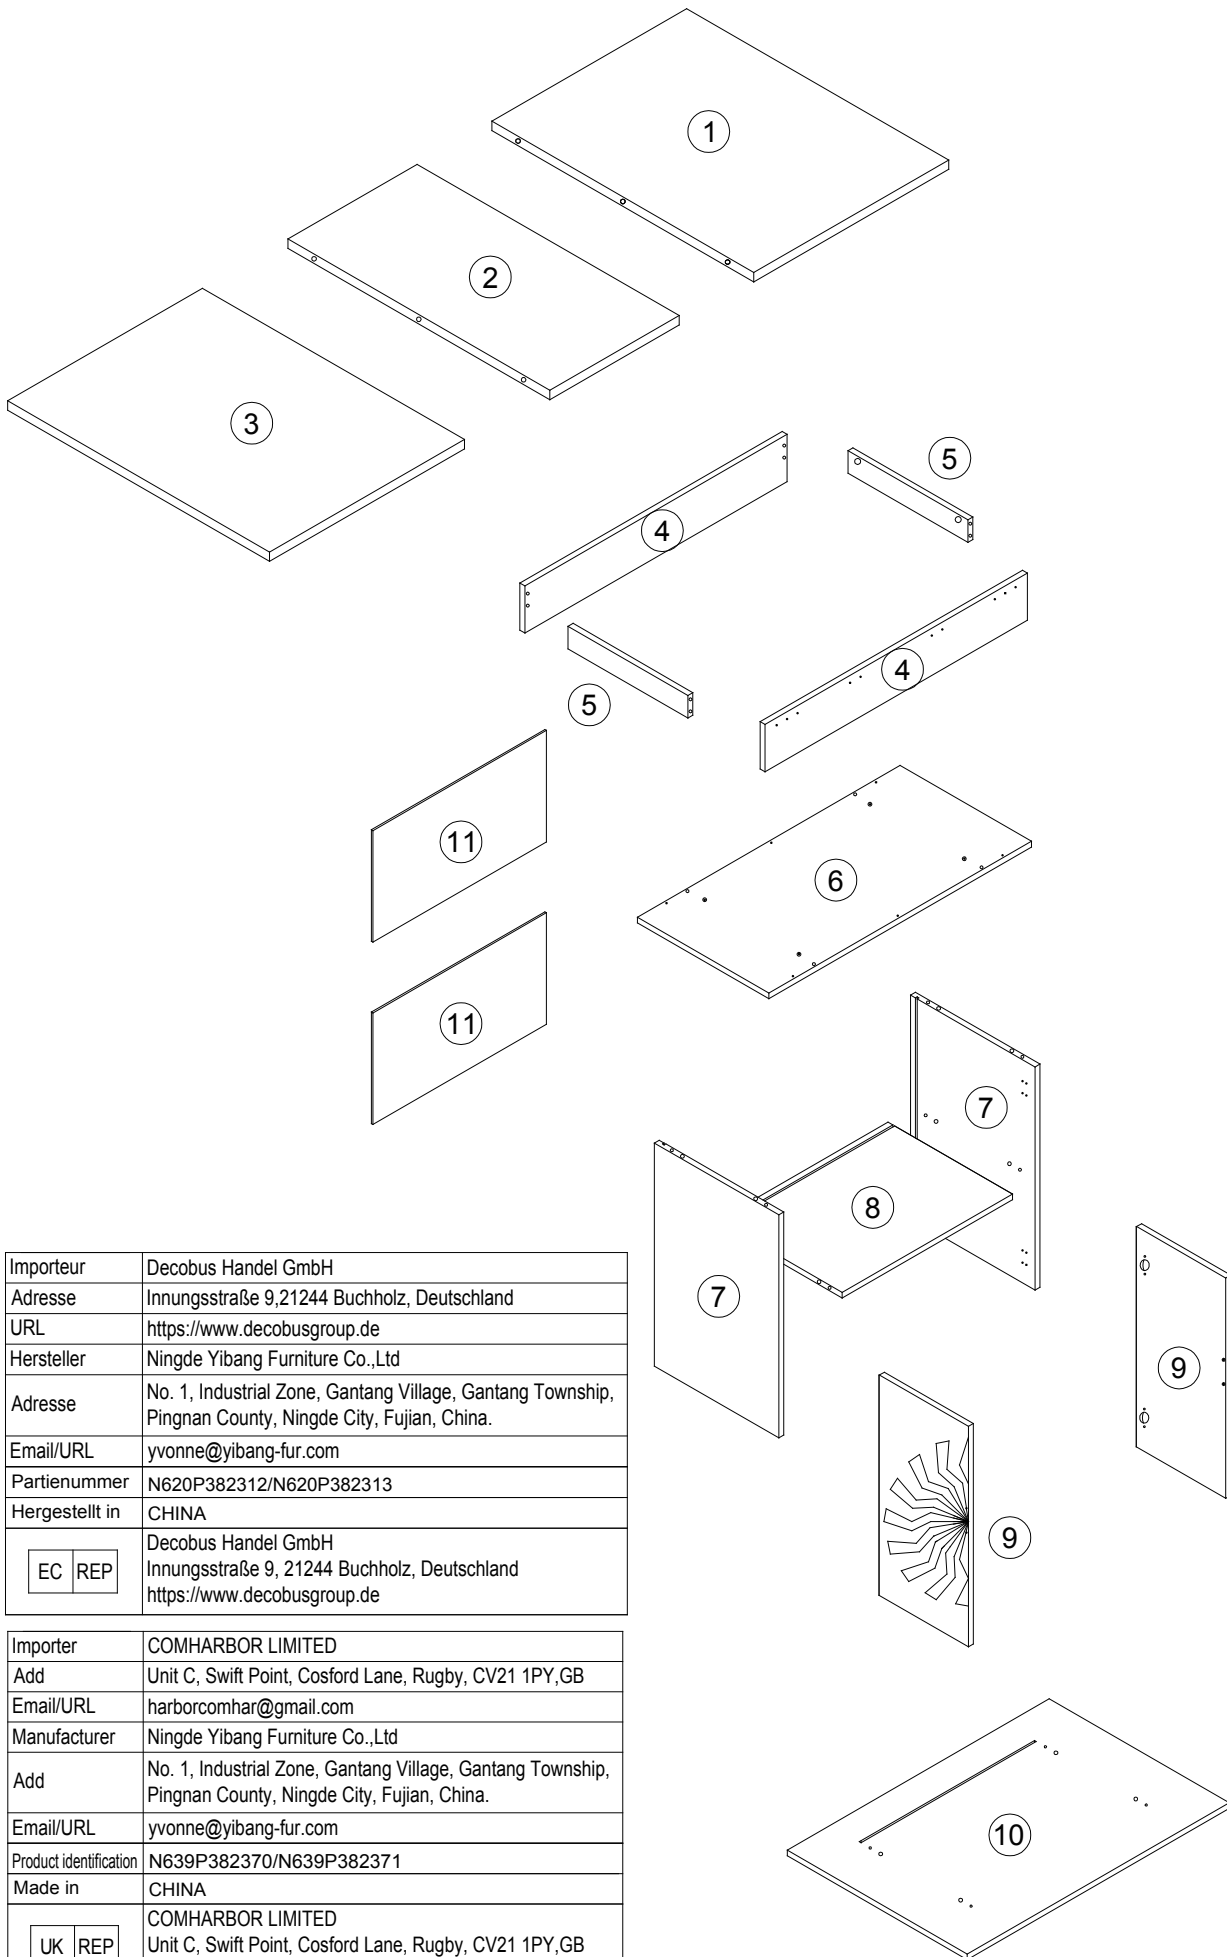 1
2
3
4
5
5
4
11
6
11
7
8
7
9
9
10
Importeur Decobus Handel GmbH
Adresse Innungsstraße 9,21244 Buchholz, Deutschland
URL https://www.decobusgroup.de
Hersteller Ningde Yibang Furniture Co.,Ltd
Adresse No. 1, Industrial Zone, Gantang Village, Gantang Township,
Pingnan County, Ningde City, Fujian, China.
Email/URL yvonne@yibang-fur.com
Partienummer N620P382312/N620P382313
Hergestellt in CHINA
EC REP Decobus Handel GmbH
Innungsstraße 9, 21244 Buchholz, Deutschland
https://www.decobusgroup.de
Importer COMHARBOR LIMITED
Add Unit C, Swift Point, Cosford Lane, Rugby, CV21 1PY,GB
Email/URL harborcomhar@gmail.com
Manufacturer Ningde Yibang Furniture Co.,Ltd
Add No. 1, Industrial Zone, Gantang Village, Gantang Township,
Pingnan County, Ningde City, Fujian, China.
Email/URL yvonne@yibang-fur.com
Product identification N639P382370/N639P382371
Made in CHINA
UK REP COMHARBOR LIMITED
Unit C, Swift Point, Cosford Lane, Rugby, CV21 1PY,GB